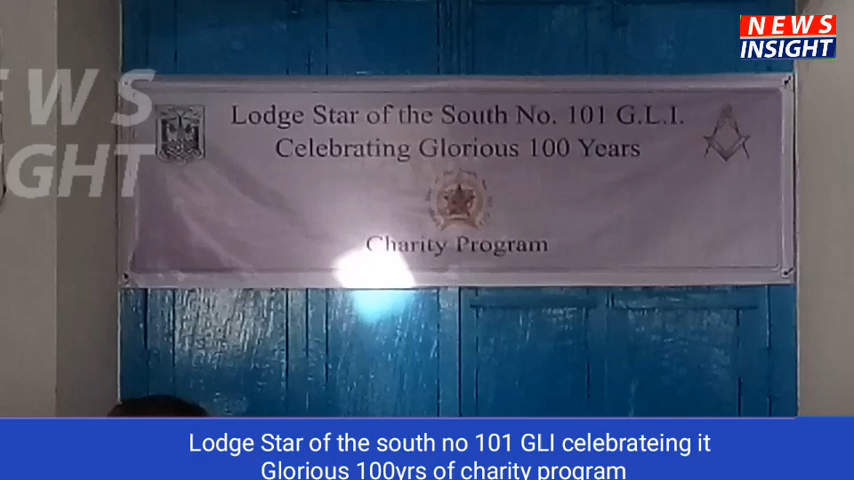 NEWS
INSIGHT
EWS
GHT
Lodge Star of the South No. 101 G.L.I.
Celebrating Glorious 100 Years
Charity Program
Lodge Star of the south no 101 GLI celebrateing it
Glorious 100yrs of charity program